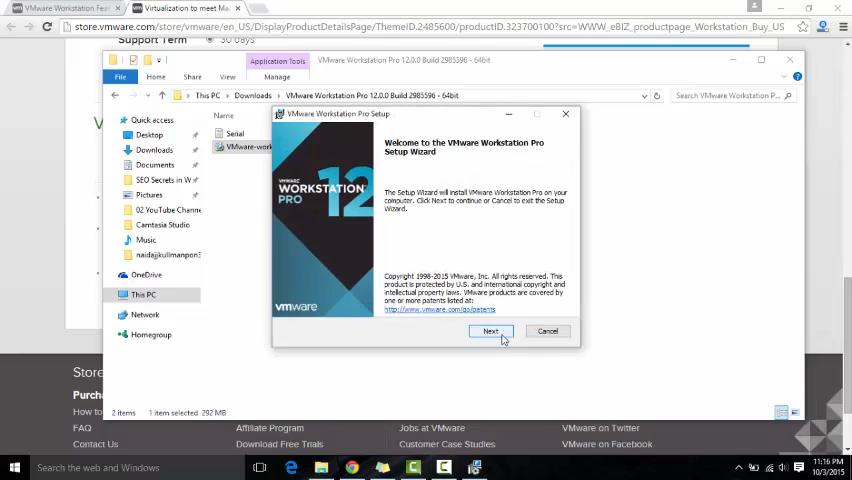 VMware Workstation Fea
Virtualization to meet Ma
store.vmware.com/store/vmware/en_US/DisplayProductDetailsPage/ThemeID.2485600/productID.323700100?src=WWW_eBIZ_productpage_Workstation_Buy_US
Support Term
30 days
Application Tools
VMware Workstation Pro 12.0.0 Build 2985596 - 64bit
File
Home
Share
View
Manage
This PC
Downloads
VMware Workstation Pro 12.0.0 Build 2985596 - 64bit
Search VMware Workstation P...
Quick access
Desktop
Downloads
Documents
SEO Secrets in W
Pictures
02 YouTube Channe
Camtasia Studio
Music
naidajjkullmanpon3
OneDrive
This PC
Network
Homegroup
Name
Serial
VMware-work
VMware Workstation Pro Setup
VMWARE
WORKSTATION
PRO 12
vmware
Welcome to the VMware Workstation Pro
Setup Wizard
The Setup Wizard will install VMware Workstation Pro on your
computer. Click Next to continue or Cancel to exit the Setup
Wizard.
Copyright 1998-2015 VMware, Inc. All rights reserved. This
product is protected by U.S. and international copyright and
intellectual property laws. VMware products are covered by
one or more patents listed at:
http://www.vmware.com/go/patents
Next
Cancel
2 items
1 item selected 292 MB
Store
Purcha
How to
FAQ
Affiliate Program
Jobs at VMware
VMware on Twitter
Contact Us
Download Free Trials
Customer Case Studies
VMware on Facebook
Search the web and Windows
11:16 PM
10/3/2015